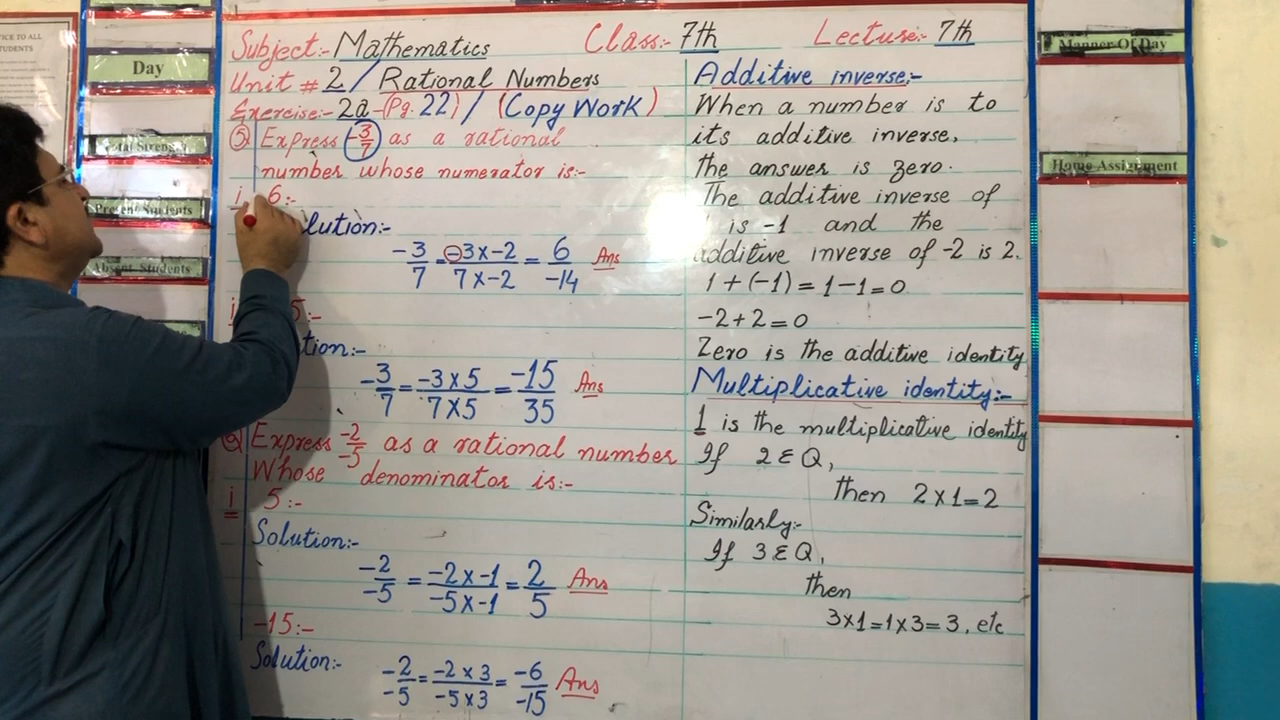 TICE TO ALL
TUDENTS
Day
Present Students
Absent Students
Subject:- Mathematics Class:- 7th Lecture:- 7th
Unit # 2 / Rational Numbers
Exercise:- 2a-(Pg. 22) / (Copy Work)
Q Express -3/7 as a rational
number whose numerator is:-
i 6:-
lution:-
-3/7 = -3x-2/7x-2 = 6/-14 Ans
i 5:-
tion:-
-3/7 = -3x5/7x5 = -15/35 Ans
Q Express -2/-5 as a rational number
Whose denominator is:-
i 5:-
Solution:-
-2/-5 = -2x-1/-5x-1 = 2/5 Ans
-15:-
Solution:-
-2/-5 = -2x3/-5x3 = -6/-15 Ans
Additive inverse:-
When a number is to
its additive inverse,
the answer is zero.
The additive inverse of
is -1 and the
additive inverse of -2 is 2.
1+(-1)=1-1=0
-2+2=0
Zero is the additive identity
Multiplicative identity:-
1 is the multiplicative identity
If 2 ε Q,
then 2x1=2
Similarly:-
If 3 ε Q,
then
3x1=1x3=3, etc
Manner Of Day
Home Assignment